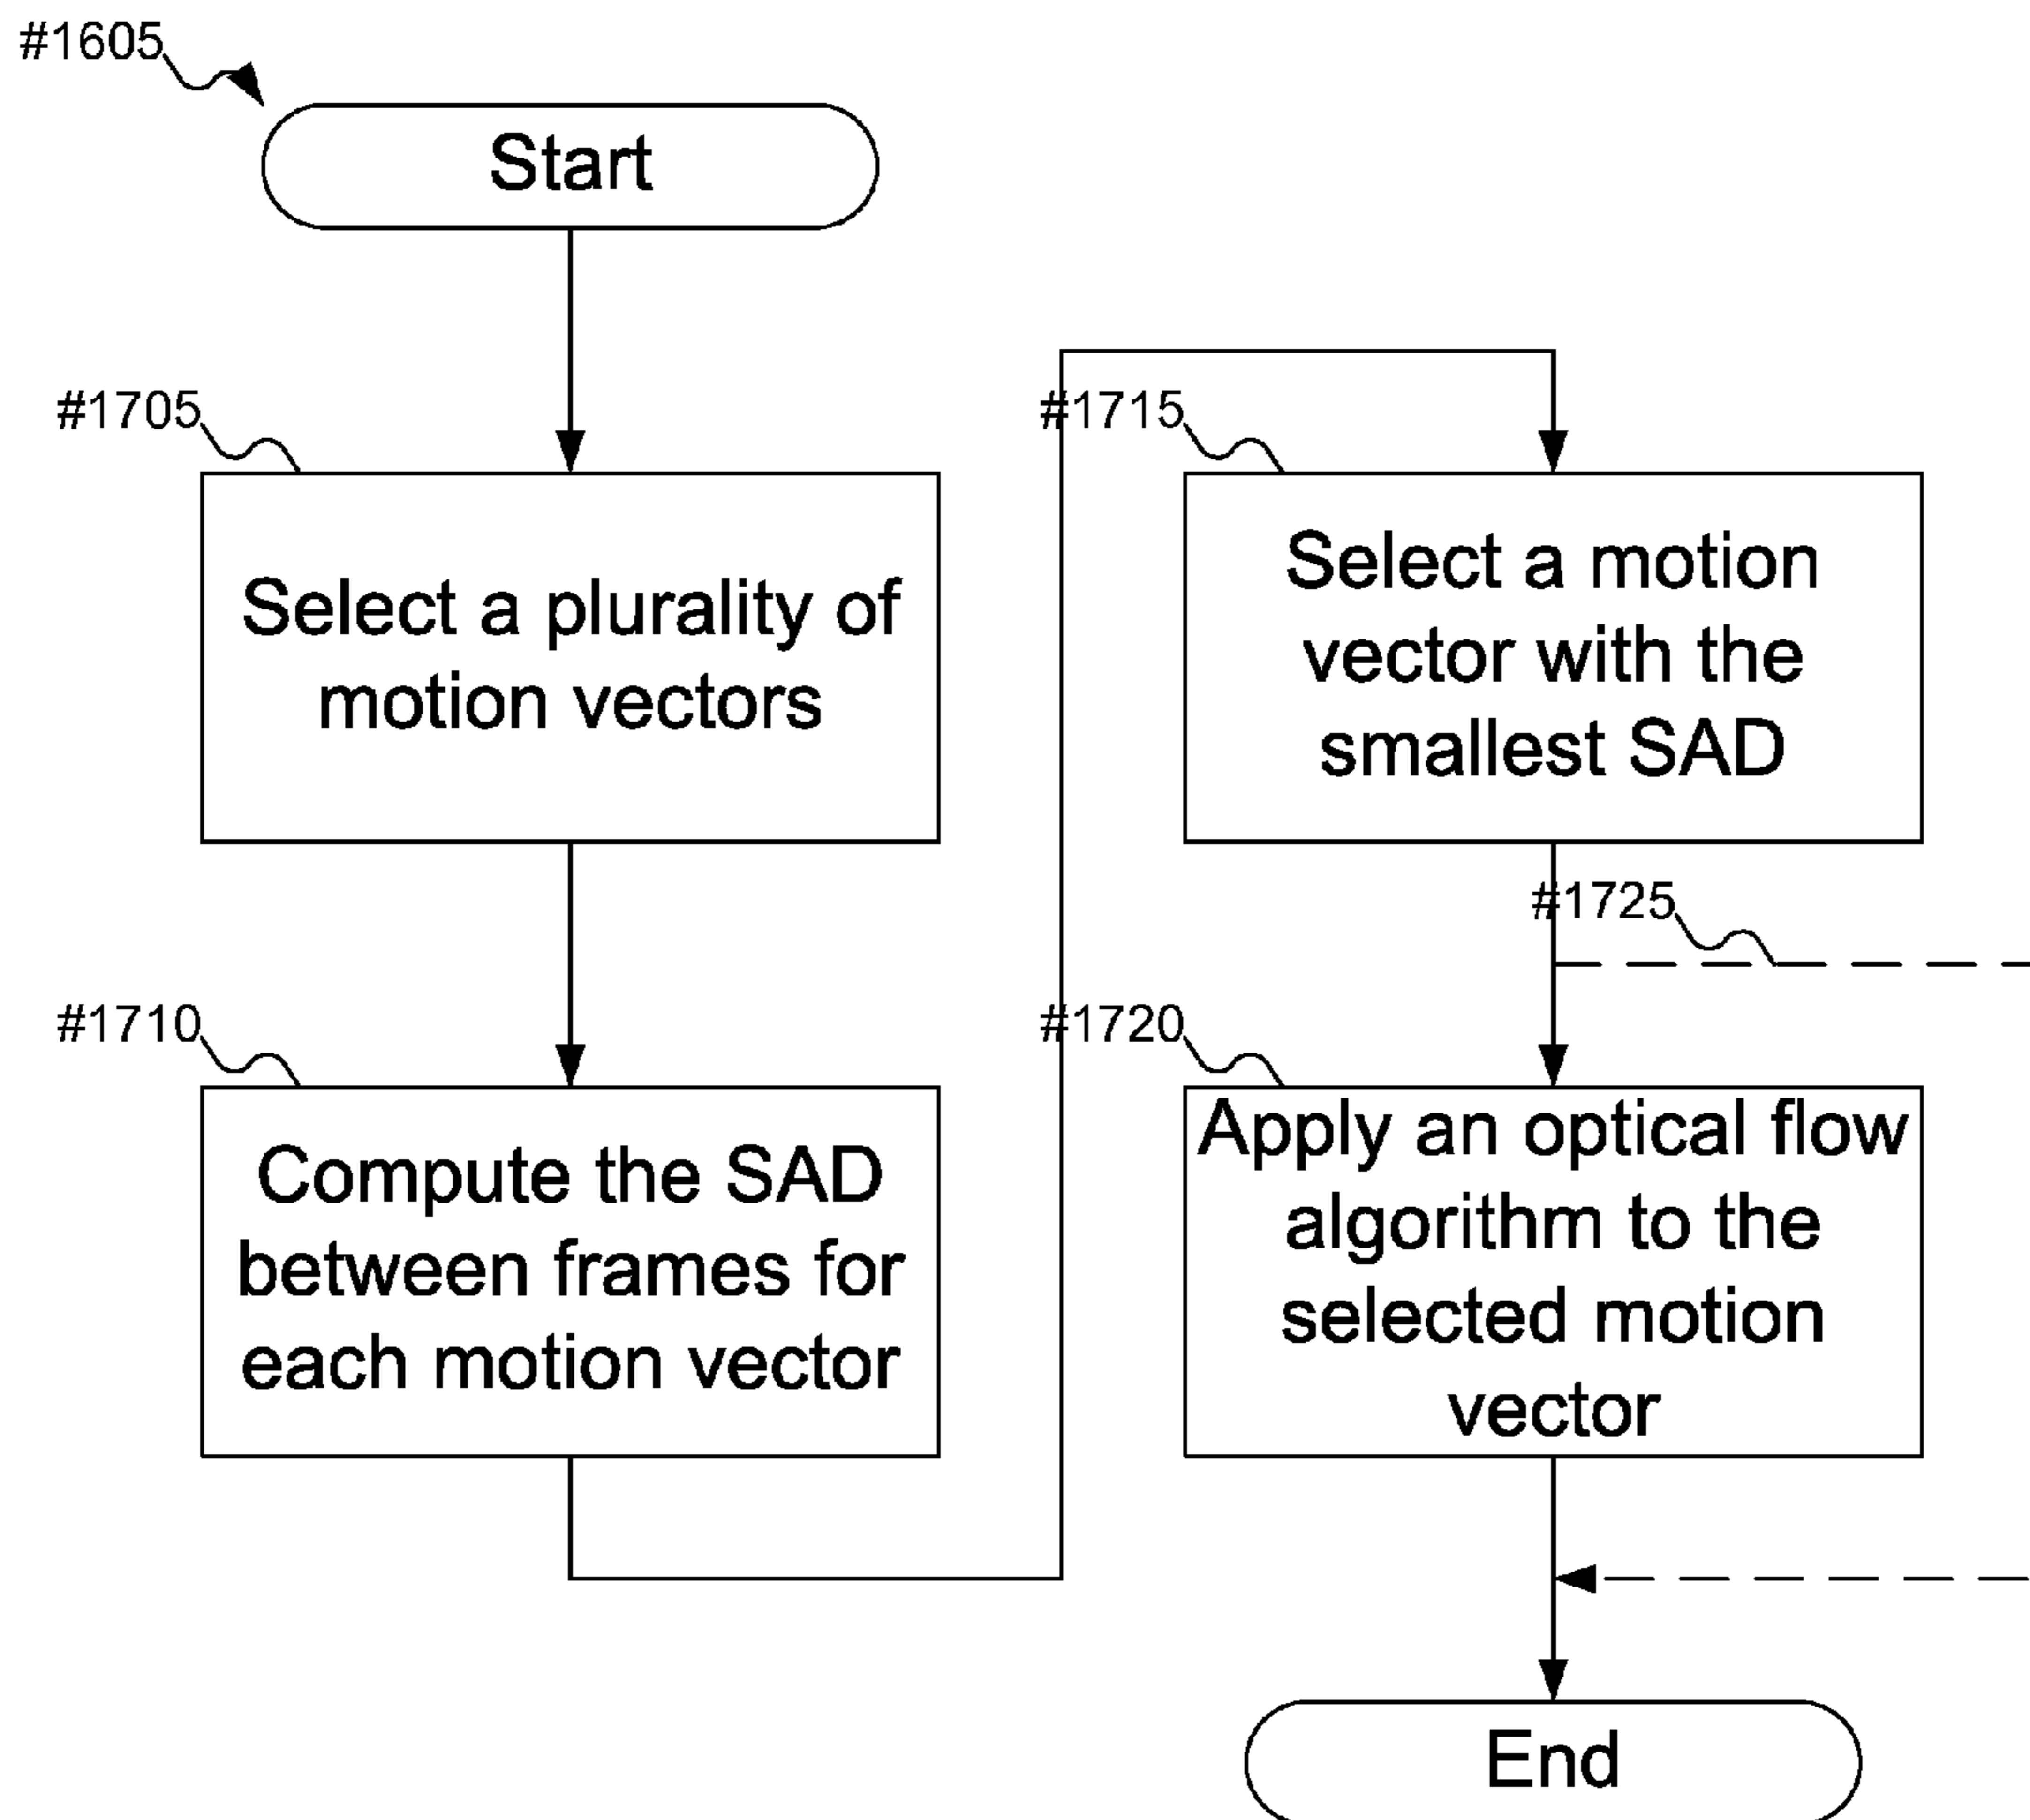 #1605
Start
#1705
Select a plurality of
motion vectors
#1710
Compute the SAD
between frames for
each motion vector
#1715
Select a motion
vector with the
smallest SAD
#1725
#1720
Apply an optical flow
algorithm to the
selected motion
vector
End